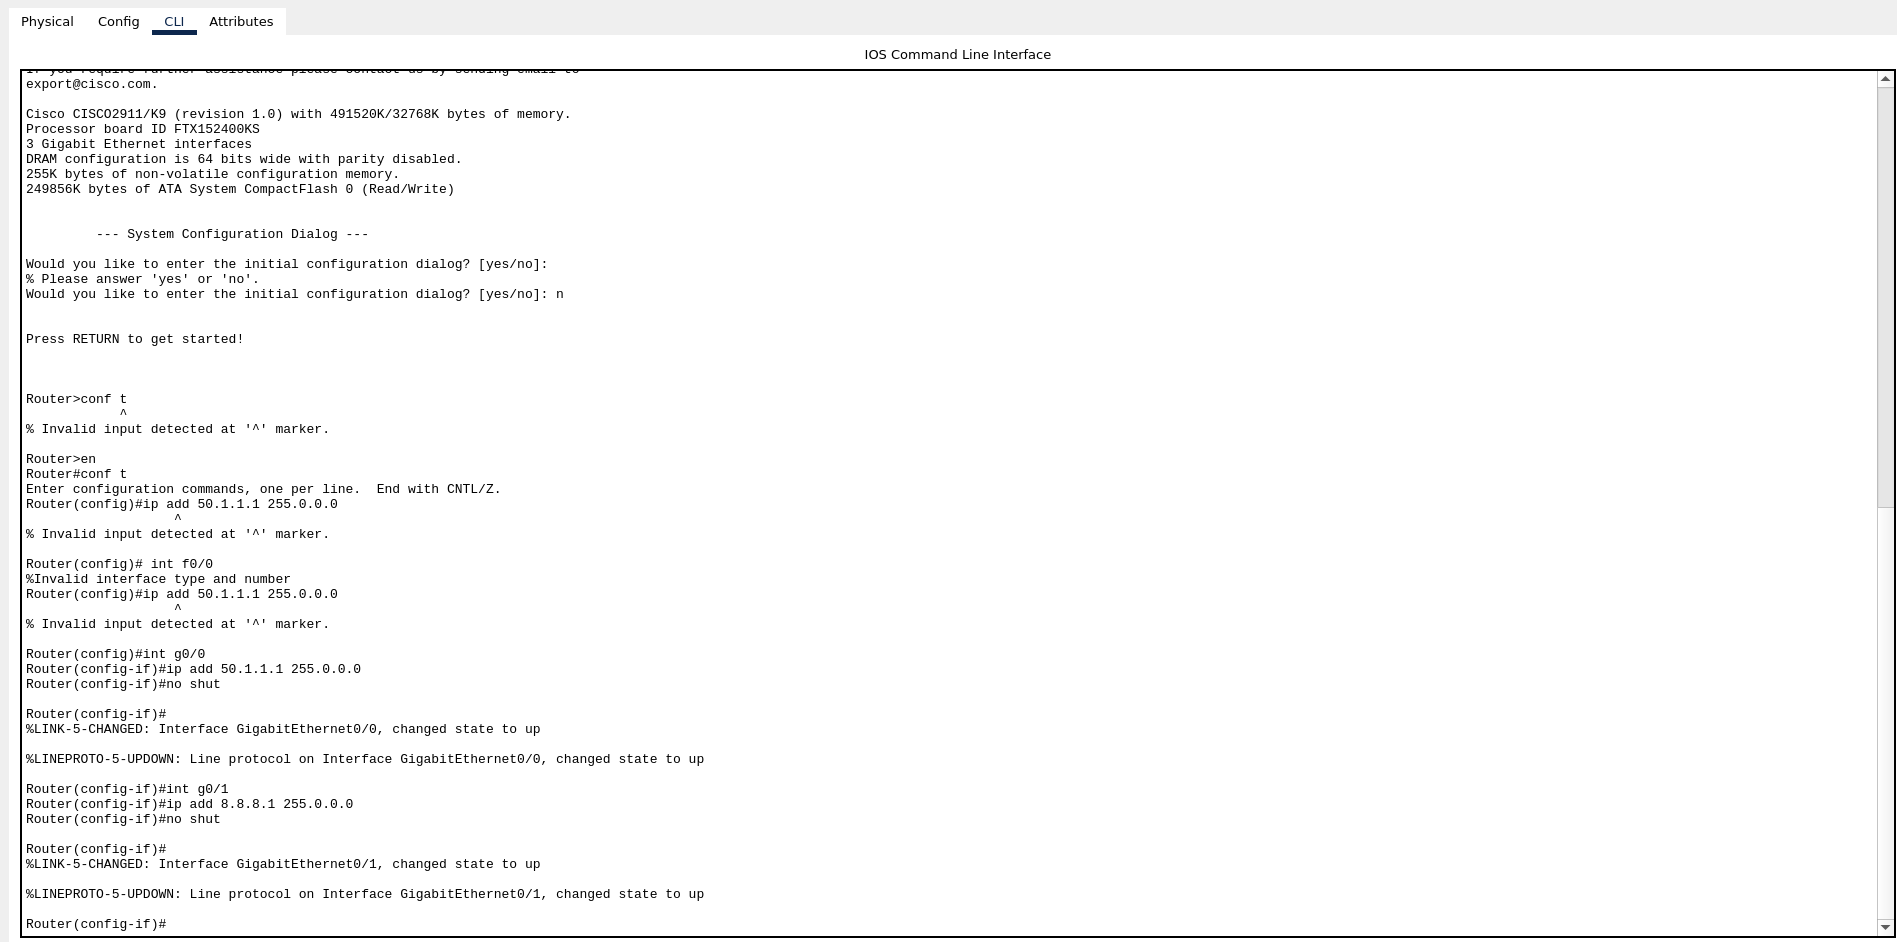 Physical Config CLI Attributes
IOS Command Line Interface
If you require further assistance please contact us by sending email to
export@cisco.com.
Cisco CISCO2911/K9 (revision 1.0) with 491520K/32768K bytes of memory.
Processor board ID FTX152400KS
3 Gigabit Ethernet interfaces
DRAM configuration is 64 bits wide with parity disabled.
255K bytes of non-volatile configuration memory.
249856K bytes of ATA System CompactFlash 0 (Read/Write)
--- System Configuration Dialog ---
Would you like to enter the initial configuration dialog? [yes/no]:
% Please answer 'yes' or 'no'.
Would you like to enter the initial configuration dialog? [yes/no]: n
Press RETURN to get started!
Router>conf t
^
% Invalid input detected at '^' marker.
Router>en
Router#conf t
Enter configuration commands, one per line.  End with CNTL/Z.
Router(config)#ip add 50.1.1.1 255.0.0.0
^
% Invalid input detected at '^' marker.
Router(config)# int f0/0
%Invalid interface type and number
Router(config)#ip add 50.1.1.1 255.0.0.0
^
% Invalid input detected at '^' marker.
Router(config)#int g0/0
Router(config-if)#ip add 50.1.1.1 255.0.0.0
Router(config-if)#no shut
Router(config-if)#
%LINK-5-CHANGED: Interface GigabitEthernet0/0, changed state to up
%LINEPROTO-5-UPDOWN: Line protocol on Interface GigabitEthernet0/0, changed state to up
Router(config-if)#int g0/1
Router(config-if)#ip add 8.8.8.1 255.0.0.0
Router(config-if)#no shut
Router(config-if)#
%LINK-5-CHANGED: Interface GigabitEthernet0/1, changed state to up
%LINEPROTO-5-UPDOWN: Line protocol on Interface GigabitEthernet0/1, changed state to up
Router(config-if)#